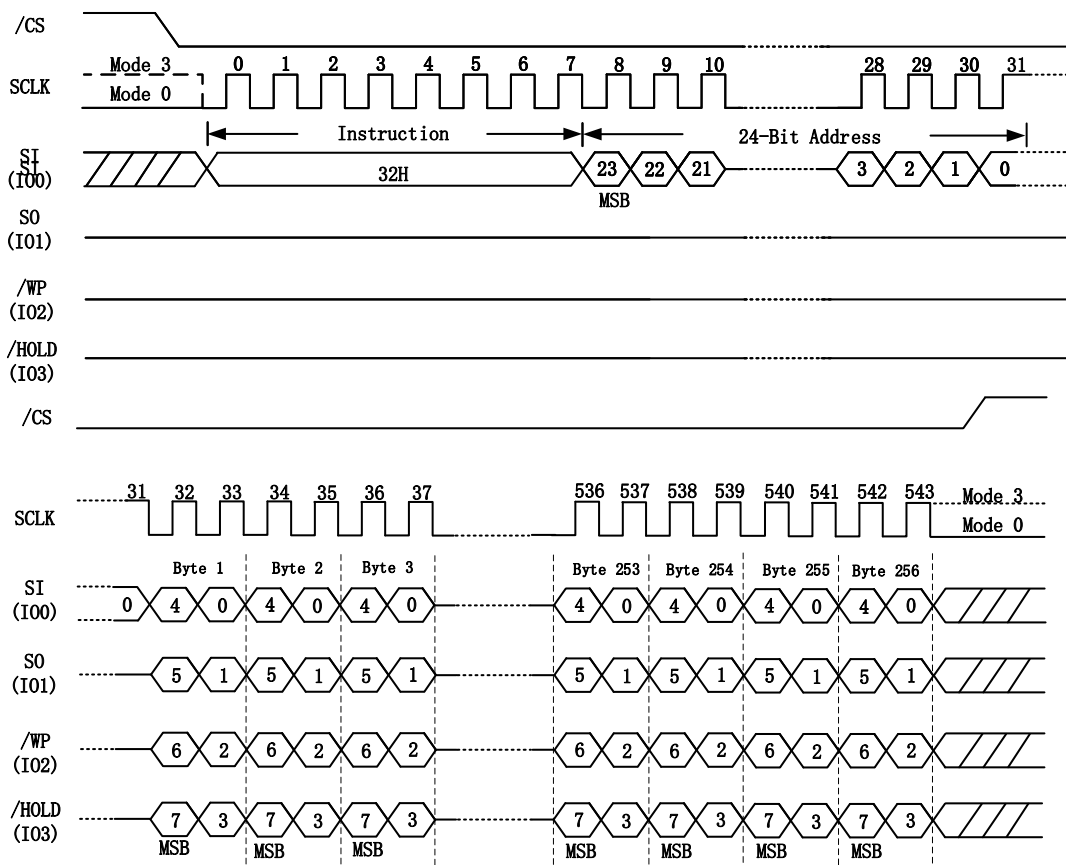 /CS
Mode 3 0 1 2 3 4 5 6 7 8 9 10 28 29 30 31
SCLK
Mode 0
Instruction 24-Bit Address
SI
SI
(IO0)
32H 23 22 21 3 2 1 0
MSB
SO
(IO1)
/WP
(IO2)
/HOLD
(IO3)
/CS
31 32 33 34 35 36 37 536 537 538 539 540 541 542 543 Mode 3
SCLK
Mode 0
Byte 1 Byte 2 Byte 3 Byte 253 Byte 254 Byte 255 Byte 256
SI
(IO0)
0 4 0 4 0 4 0 4 0 4 0 4 0 4 0
SO
(IO1)
5 1 5 1 5 1 5 1 5 1 5 1 5 1
/WP
(IO2)
6 2 6 2 6 2 6 2 6 2 6 2 6 2
/HOLD
(IO3)
7 3 7 3 7 3 7 3 7 3 7 3 7 3
MSB MSB MSB MSB MSB MSB MSB